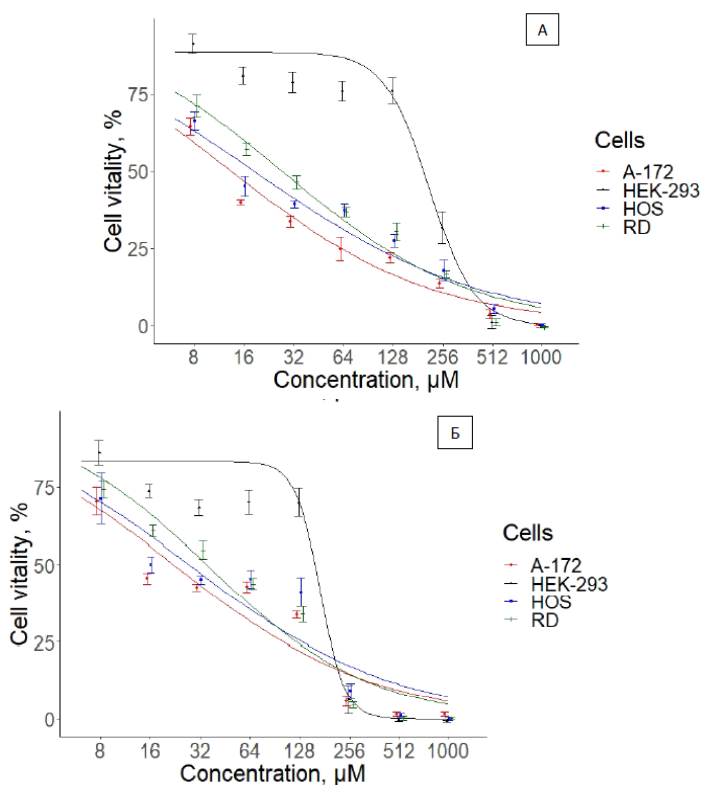 A
Cell vitality, %
75
50
25
0
8 16 32 64 128 256 512 1000
Concentration, µM
Cells
A-172
HEK-293
HOS
RD
Б
Cell vitality, %
75
50
25
0
8 16 32 64 128 256 512 1000
Concentration, µM
Cells
A-172
HEK-293
HOS
RD